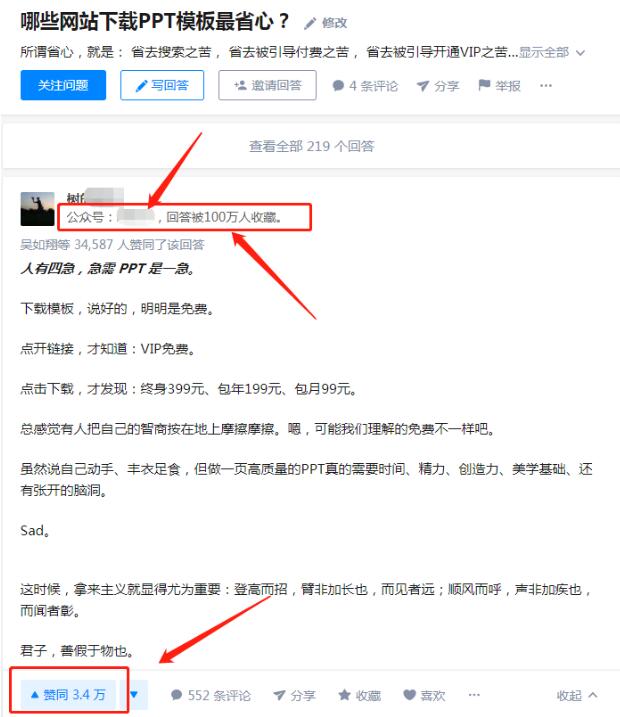 哪些网站下载PPT模板最省心？ 修改
所谓省心，就是： 省去搜索之苦， 省去被引导付费之苦， 省去被引导开通VIP之苦...显示全部
关注问题 写回答 邀请回答 4 条评论 分享 举报 ...
查看全部 219 个回答
树
公众号： ，回答被100万人收藏。
吴如翔等 34,587 人赞同了该回答
人有四急，急需 PPT 是一急。
下载模板，说好的，明明是免费。
点开链接，才知道：VIP免费。
点击下载，才发现：终身399元、包年199元、包月99元。
总感觉有人把自己的智商按在地上摩擦摩擦。嗯，可能我们理解的免费不一样吧。
虽然说自己动手、丰衣足食，但做一页高质量的PPT真的需要时间、精力、创造力、美学基础、还
有张开的脑洞。
Sad。
这时候，拿来主义就显得尤为重要：登高而招，臂非加长也，而见者远；顺风而呼，声非加疾也，
而闻者彰。
君子，善假于物也。
赞同 3.4 万 552 条评论 分享 收藏 喜欢 ... 收起